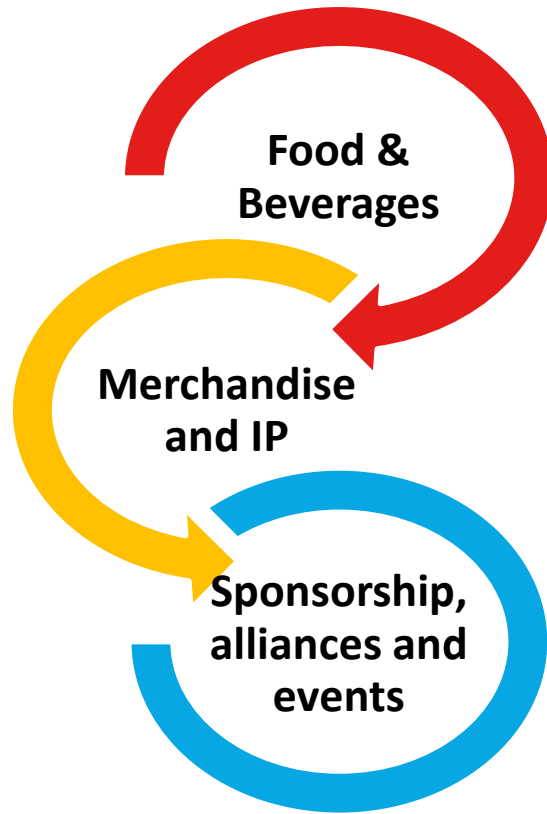 Food &
Beverages
Merchandise
and IP
Sponsorship,
alliances and
events